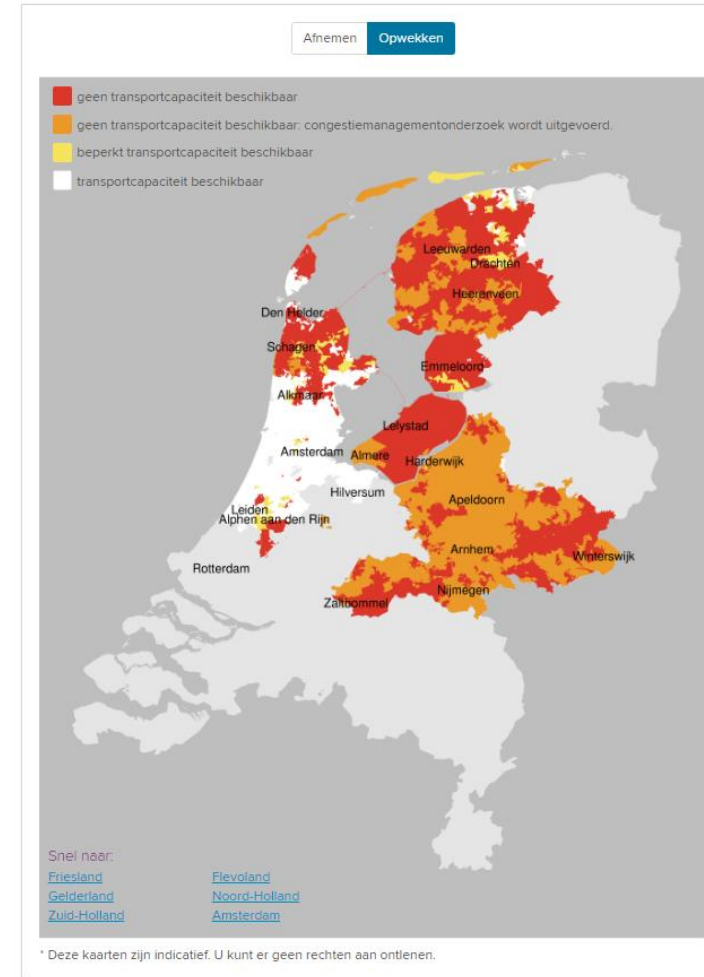 Afnemen Opwekken
geen transportcapaciteit beschikbaar
geen transportcapaciteit beschikbaar: congestiemanagementonderzoek wordt uitgevoerd.
beperkt transportcapaciteit beschikbaar
transportcapaciteit beschikbaar
Leeuwarden
Drachten
Heerenveen
Den Helder
Schagen
Emmeloord
Alkmaar
Lelystad
Amsterdam Almere Harderwijk
Hilversum
Apeldoorn
Leiden
Alphen aan den Rijn
Arnhem
Winterswijk
Rotterdam
Nijmegen
Zaltbommel
Snel naar:
Friesland Flevoland
Gelderland Noord-Holland
Zuid-Holland Amsterdam
* Deze kaarten zijn indicatief. U kunt er geen rechten aan ontlenen.